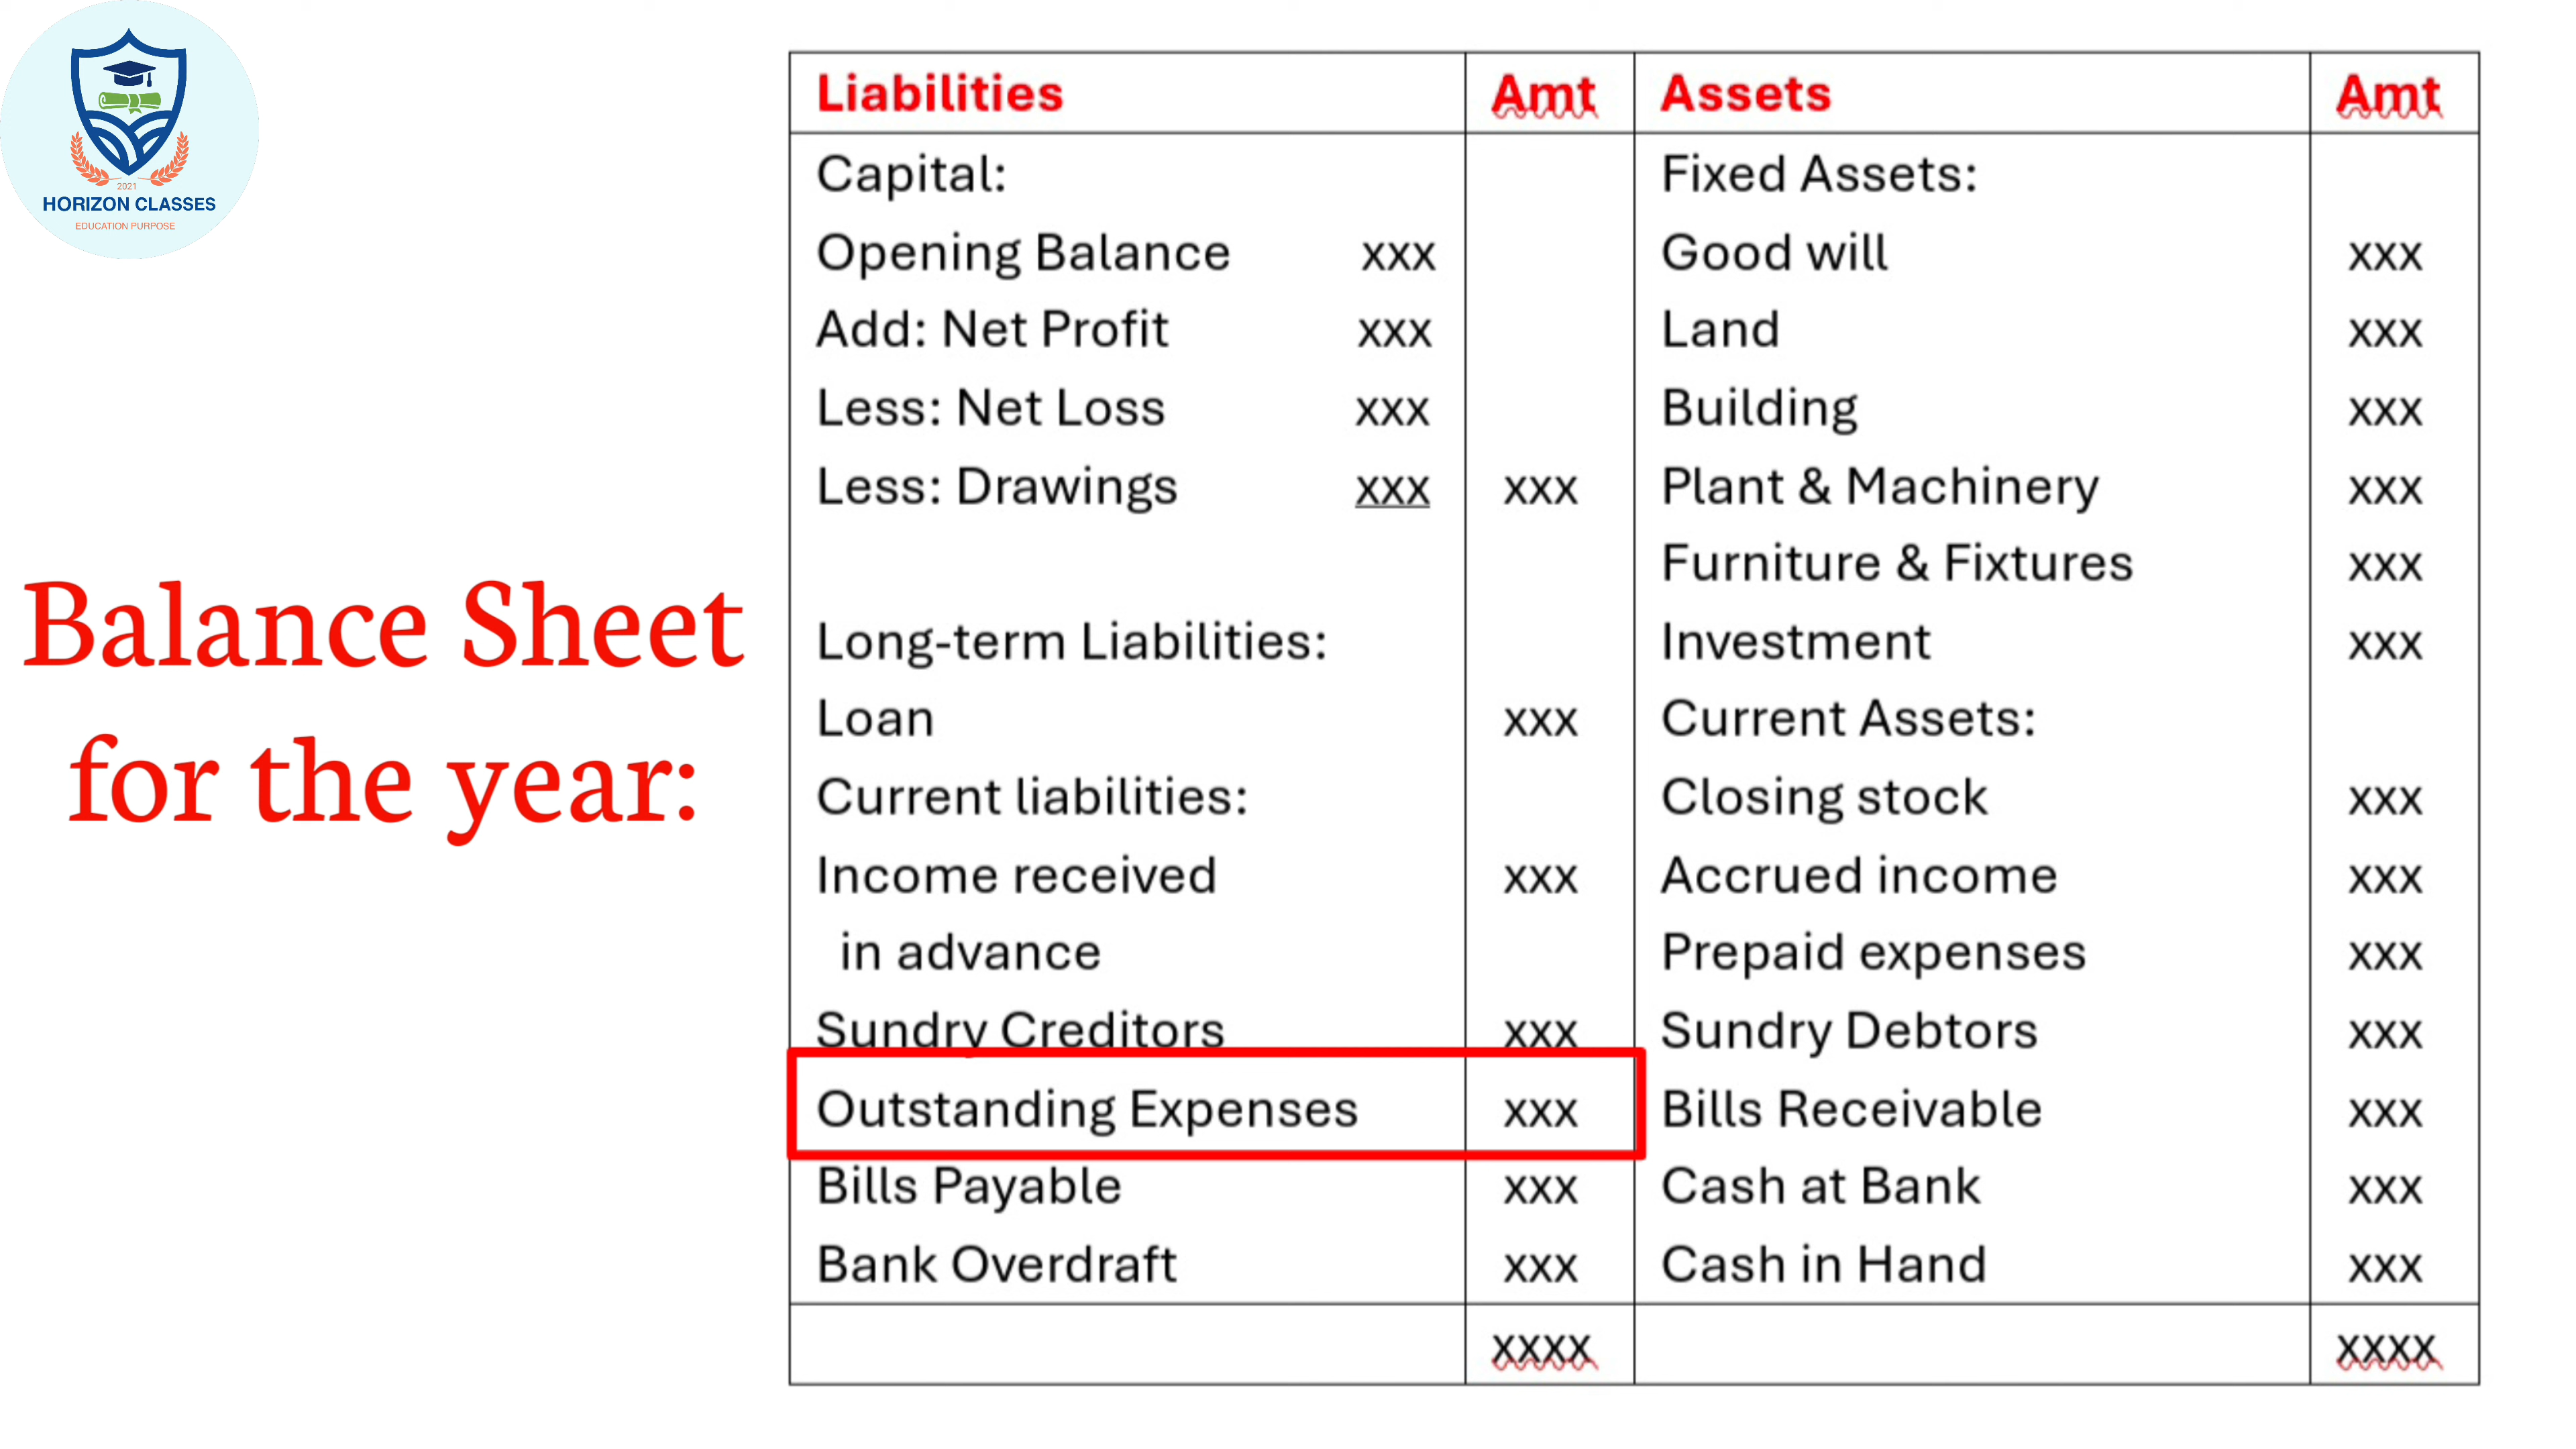 2021
HORIZON CLASSES
EDUCATION PURPOSE
Balance Sheet
for the year:
Liabilities Amt Assets Amt
Capital: Fixed Assets:
Opening Balance xxx Good will xxx
Add: Net Profit xxx Land xxx
Less: Net Loss xxx Building xxx
Less: Drawings xxx xxx Plant & Machinery xxx
Furniture & Fixtures xxx
Long-term Liabilities: Investment xxx
Loan xxx Current Assets:
Current liabilities: Closing stock xxx
Income received xxx Accrued income xxx
in advance Prepaid expenses xxx
Sundry Creditors xxx Sundry Debtors xxx
Outstanding Expenses xxx Bills Receivable xxx
Bills Payable xxx Cash at Bank xxx
Bank Overdraft xxx Cash in Hand xxx
xxxx xxxx